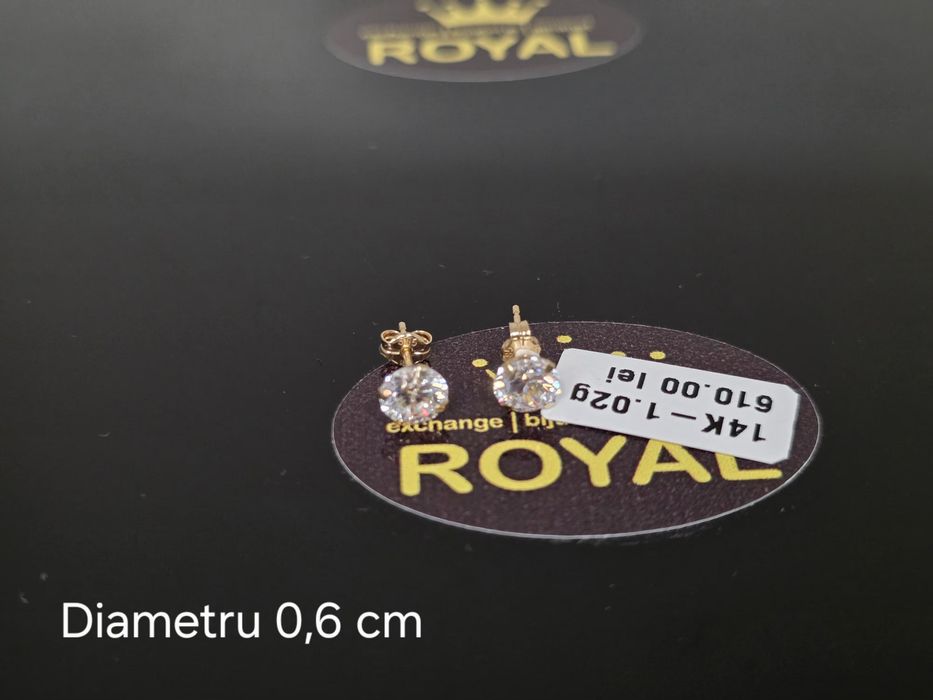 ROYAL
14K – 1.02g
610.00 lei
exchange | bij
ROYAL
Diametru 0,6 cm